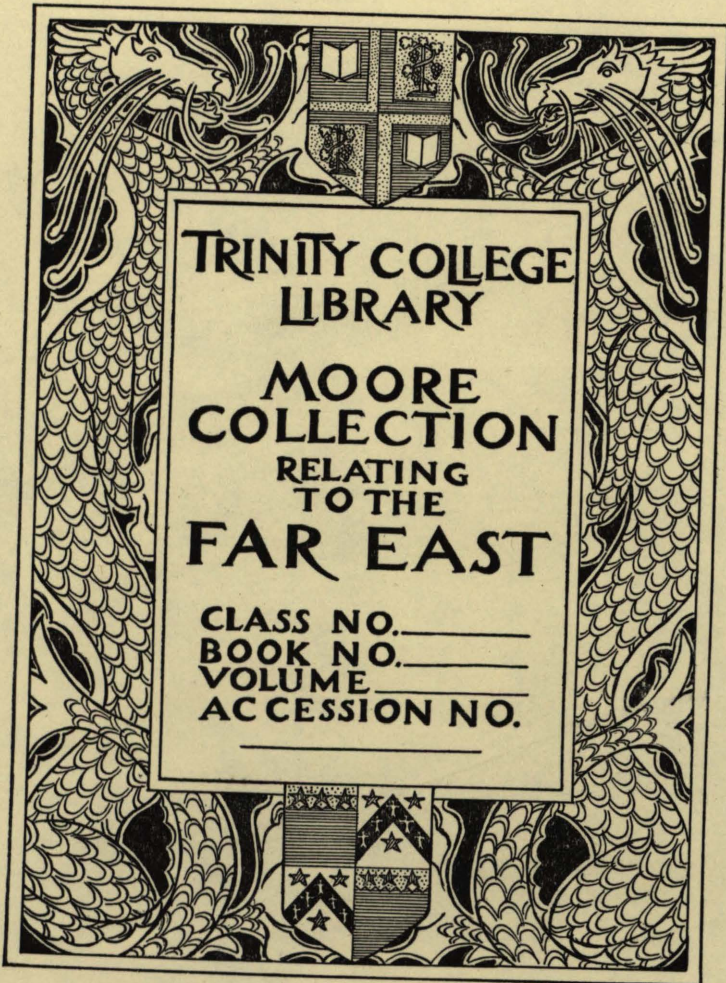 TRINITY COLLEGE
LIBRARY
MOORE
COLLECTION
RELATING
TO THE
FAR EAST
CLASS NO.
BOOK NO.
VOLUME
ACCESSION NO.